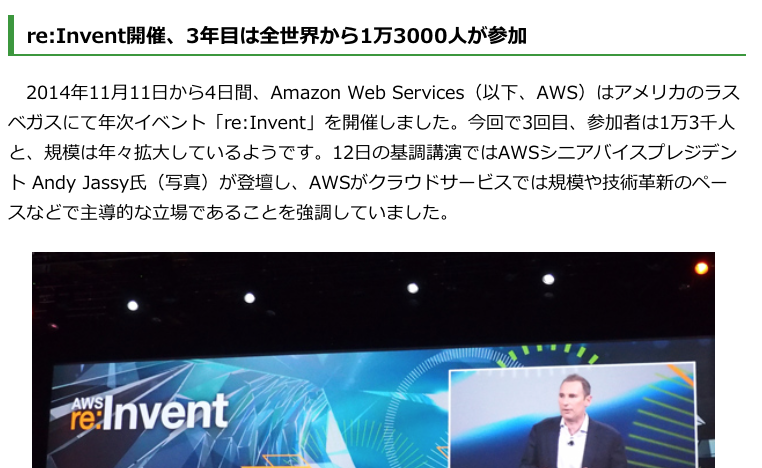 re:Invent開催、3年目は全世界から1万3000人が参加
　2014年11月11日から4日間、Amazon Web Services（以下、AWS）はアメリカのラス
ベガスにて年次イベント「re:Invent」を開催しました。今回で3回目、参加者は1万3千人
と、規模は年々拡大しているようです。12日の基調講演ではAWSシニアバイスプレジデン
ト Andy Jassy氏（写真）が登壇し、AWSがクラウドサービスでは規模や技術革新のペー
スなどで主導的な立場であることを強調していました。
AWS
re:Invent